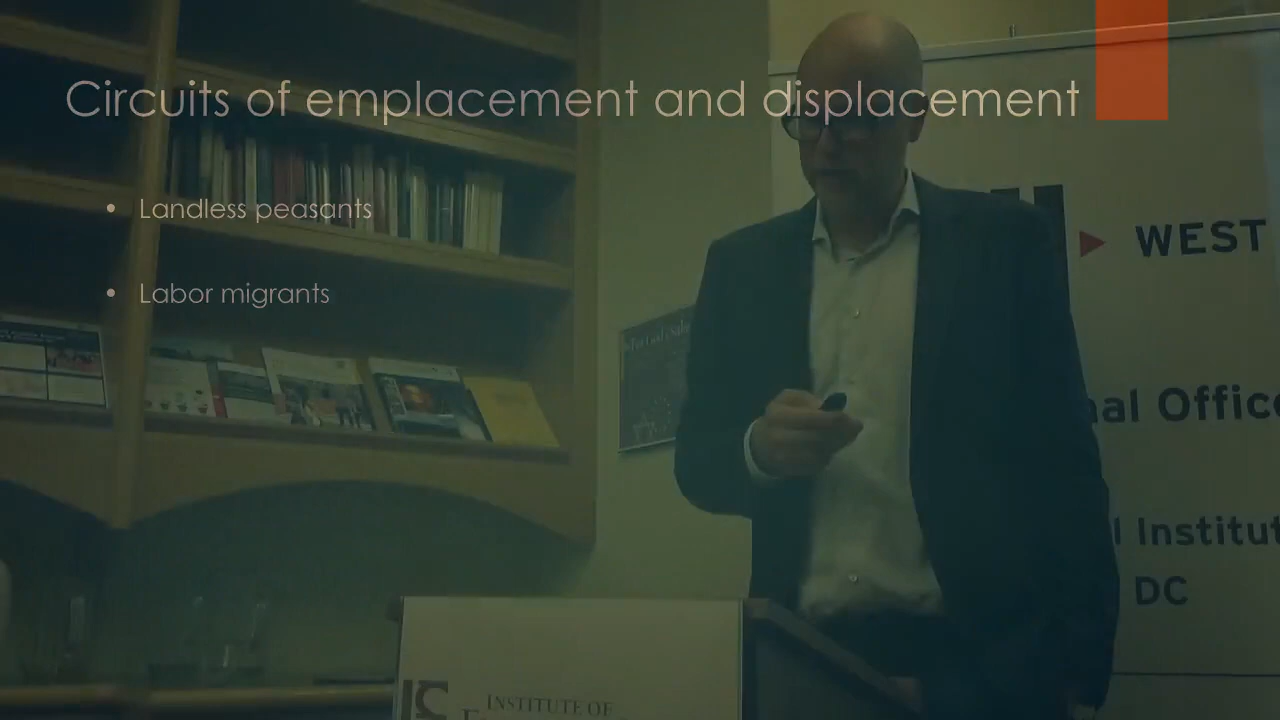 Circuits of emplacement and displacement
• Landless peasants
• Labor migrants
WEST
al Office
Institut
DC
INSTITUTE OF